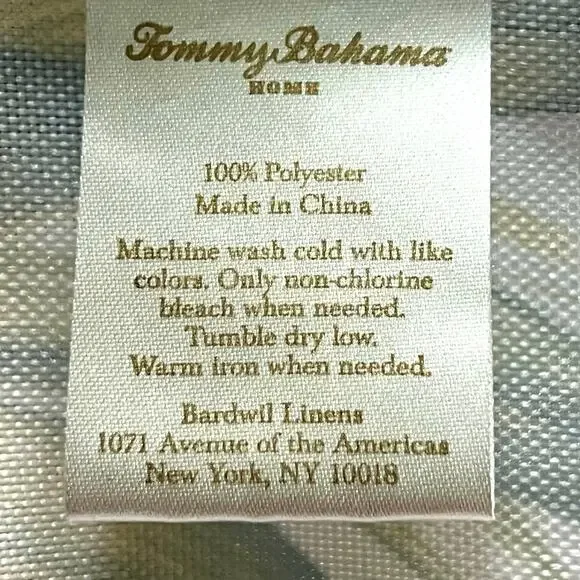 Tommy Bahama
HOME
100% Polyester
Made in China
Machine wash cold with like
colors. Only non-chlorine
bleach when needed.
Tumble dry low.
Warm iron when needed.
Bardwil Linens
1071 Avenue of the Americas
New York, NY 10018